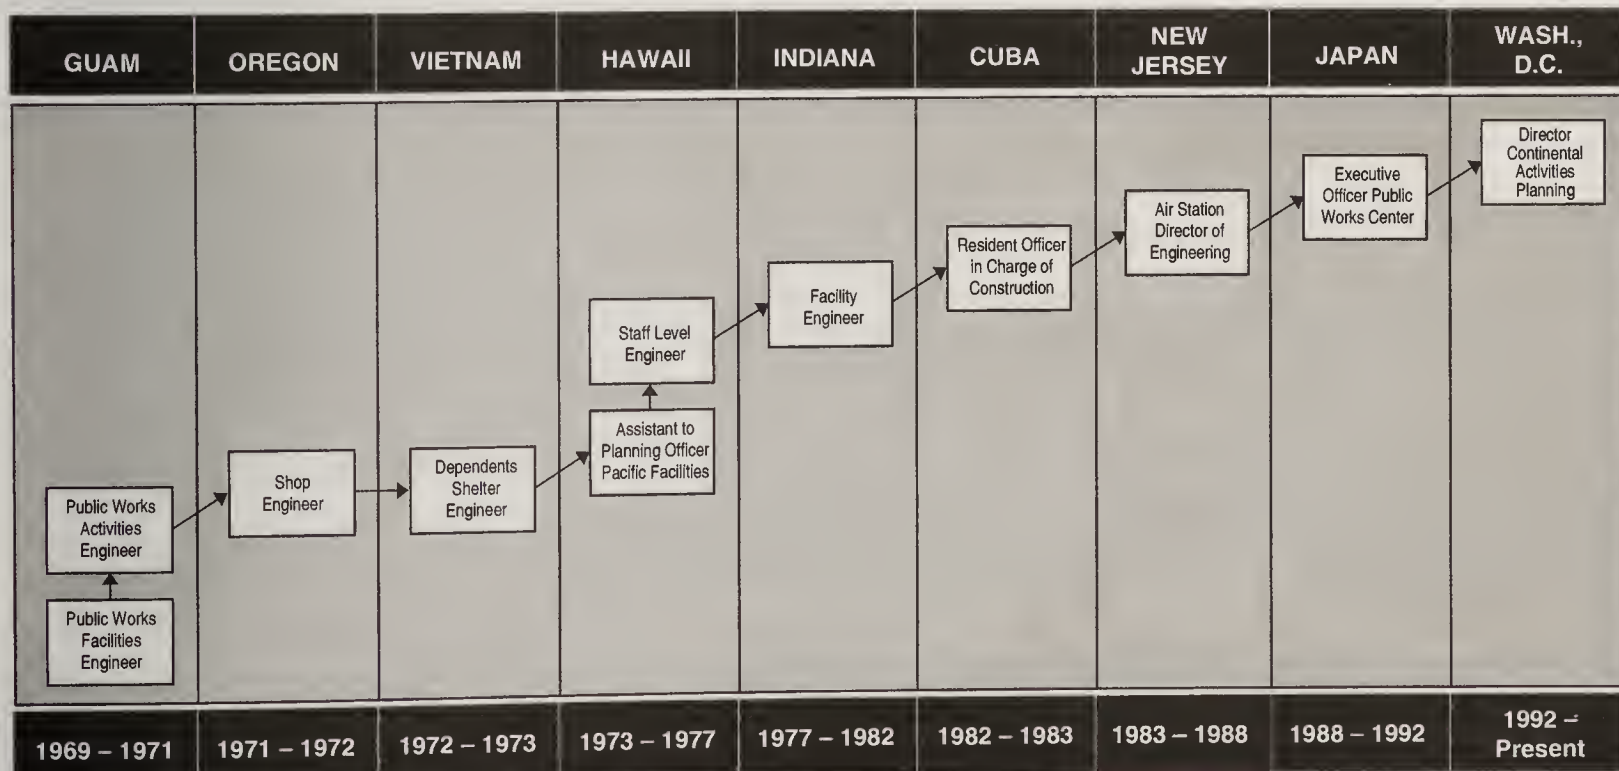 GUAM
OREGON
VIETNAM
HAWAII
INDIANA
CUBA
NEW
JERSEY
JAPAN
WASH.,
D.C.
Public Works
Activities
Engineer
Public Works
Facilities
Engineer
Shop
Engineer
Dependents
Shelter
Engineer
Staff Level
Engineer
Assistant to
Planning Officer
Pacific Facilities
Facility
Engineer
Resident Officer
in Charge of
Construction
Air Station
Director of
Engineering
Executive
Officer Public
Works Center
Director
Continental
Activities
Planning
1969 – 1971
1971 – 1972
1972 – 1973
1973 – 1977
1977 – 1982
1982 – 1983
1983 – 1988
1988 – 1992
1992 –
Present